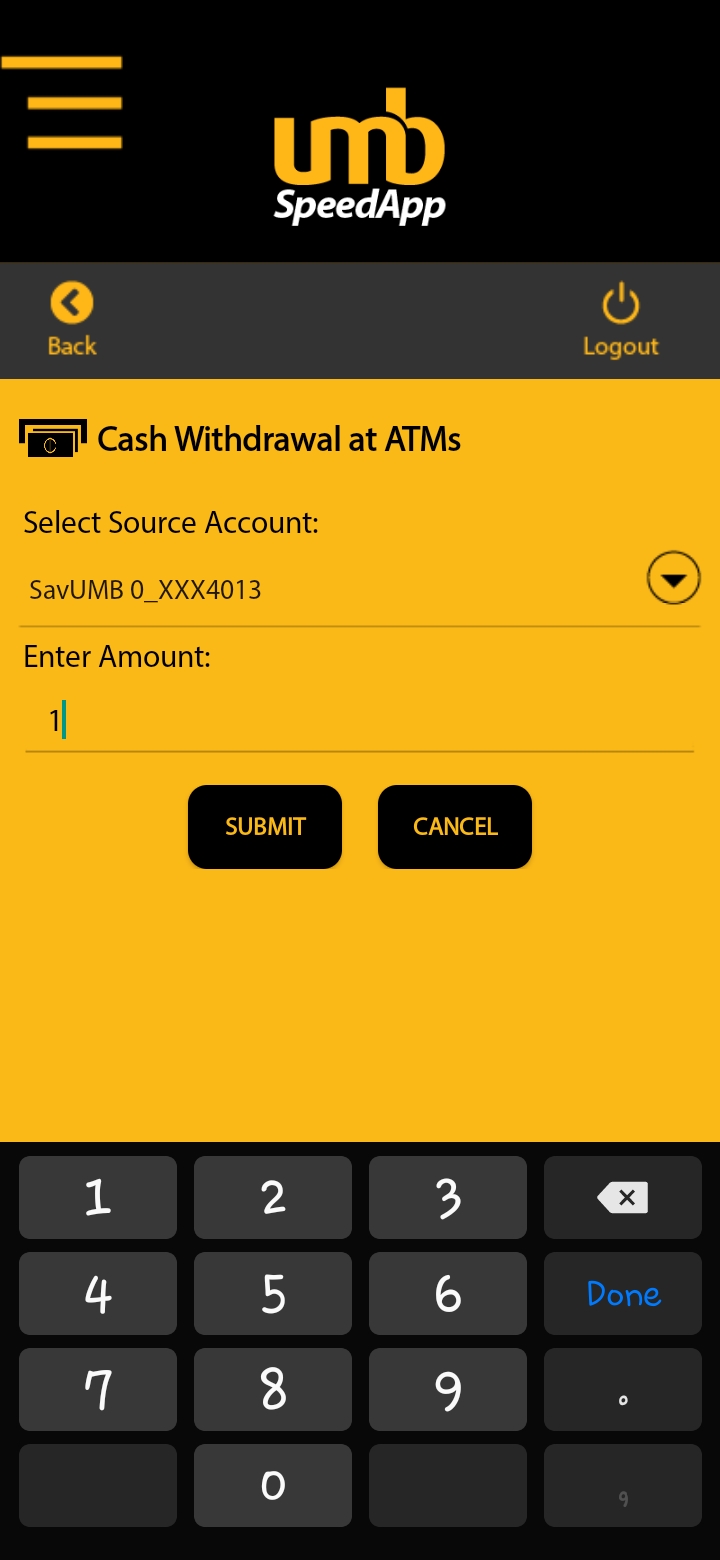 umb
SpeedApp
Back
Logout
Cash Withdrawal at ATMs
Select Source Account:
SavUMB 0_XXX4013
Enter Amount:
1
SUBMIT CANCEL
1 2 3
4 5 6 Done
7 8 9 .
0 ,